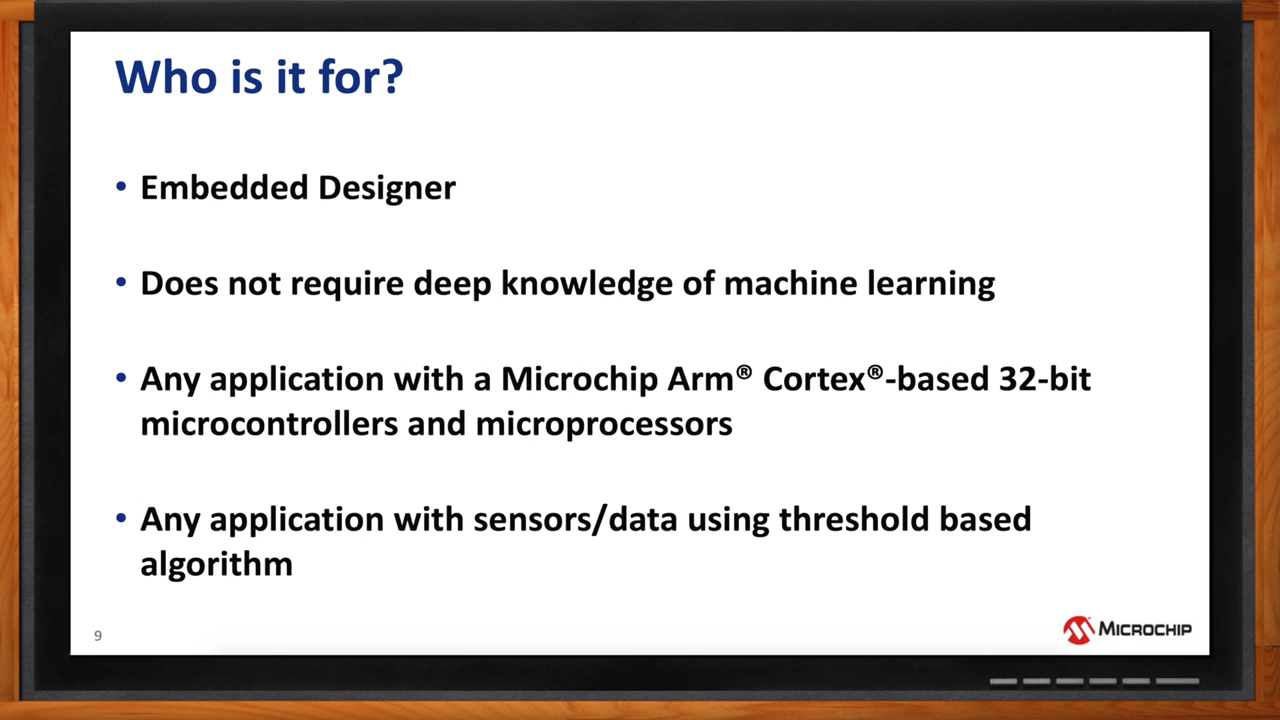 Who is it for?
• Embedded Designer
• Does not require deep knowledge of machine learning
• Any application with a Microchip Arm® Cortex®-based 32-bit
microcontrollers and microprocessors
• Any application with sensors/data using threshold based
algorithm
9
MICROCHIP